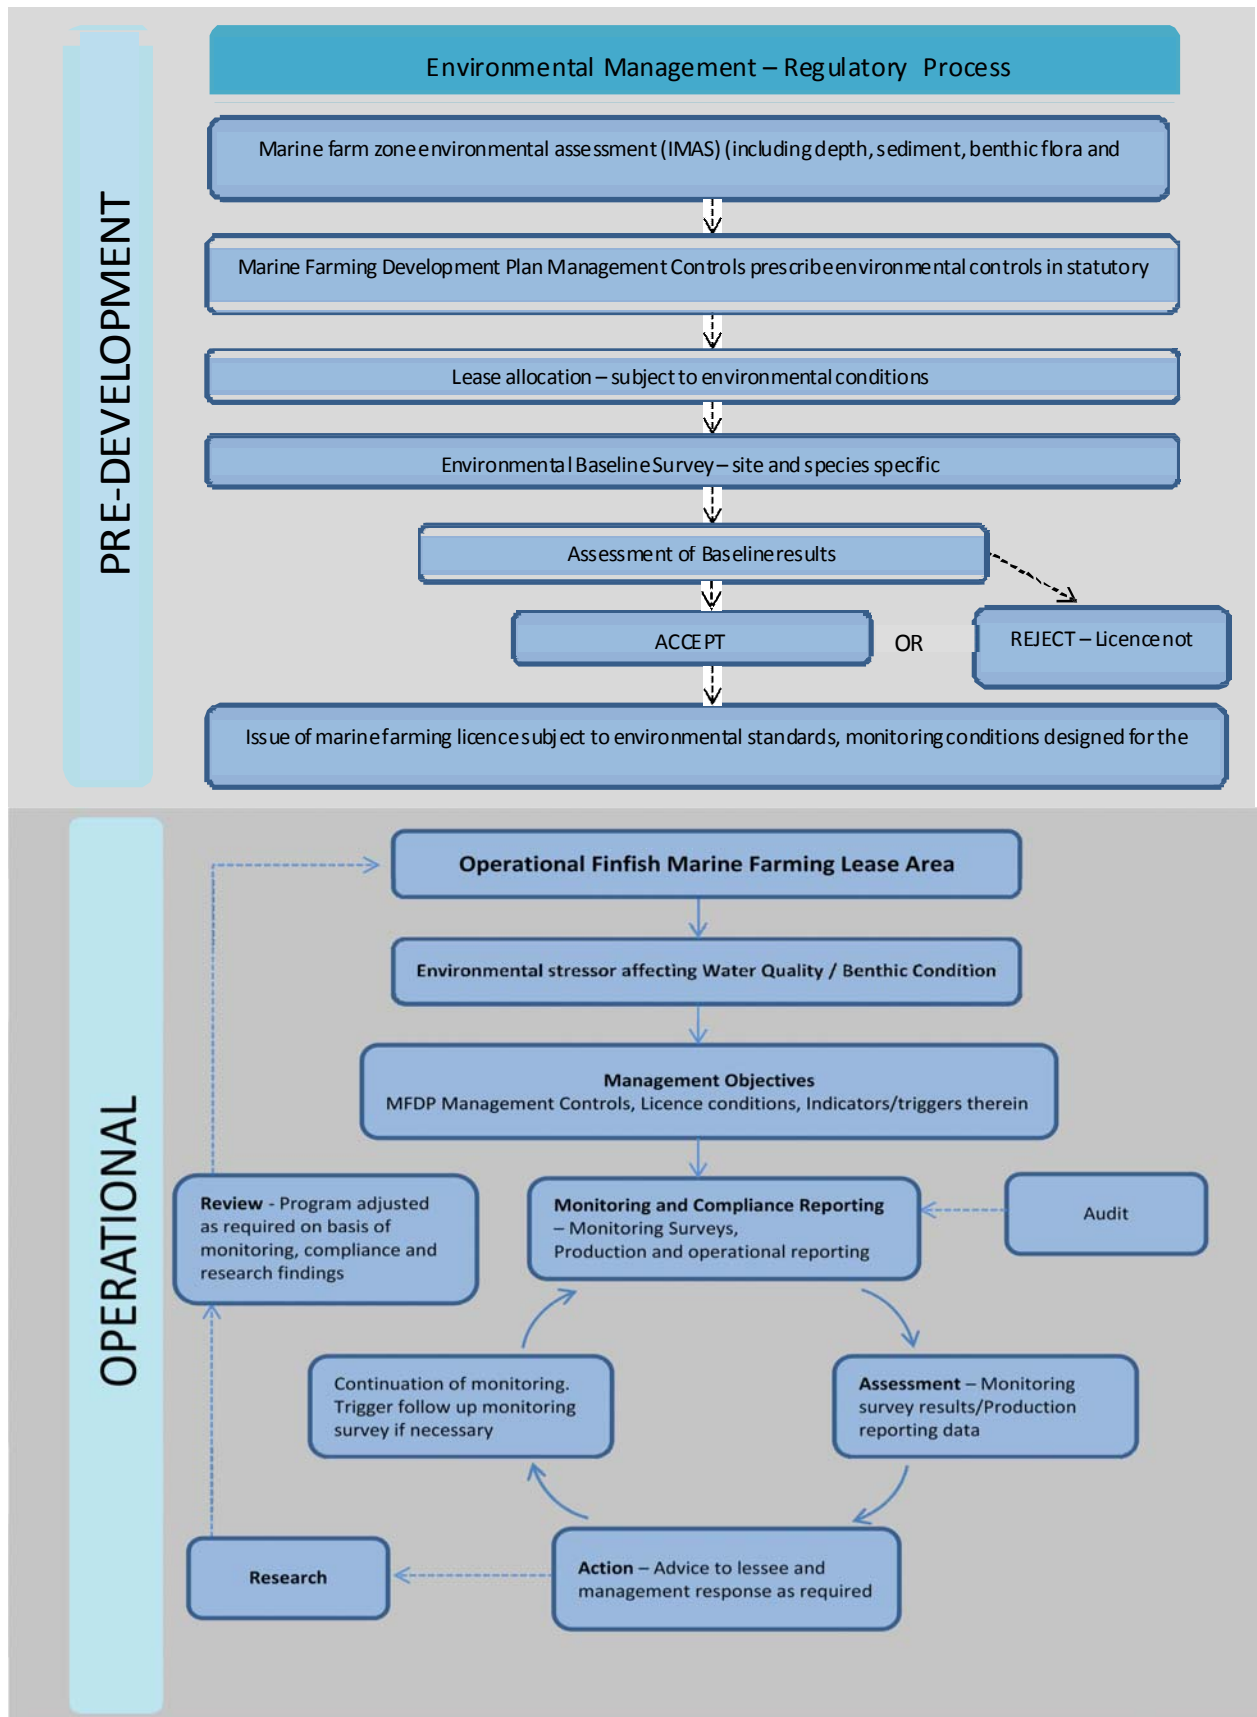 Environmental Management – Regulatory Process
PRE-DEVELOPMENT
Marine farm zone environmental assessment (IMAS) (including depth, sediment, benthic flora and
Marine Farming Development Plan Management Controls prescribe environmental controls in statutory
Lease allocation – subject to environmental conditions
Environmental Baseline Survey – site and species specific
Assessment of Baseline results
ACCEPT
OR
REJECT – Licence not
Issue of marine farming licence subject to environmental standards, monitoring conditions designed for the
OPERATIONAL
Operational Finfish Marine Farming Lease Area
Environmental stressor affecting Water Quality / Benthic Condition
Management Objectives
MFDP Management Controls, Licence conditions, Indicators/triggers therein
Review - Program adjusted
as required on basis of
monitoring, compliance and
research findings
Monitoring and Compliance Reporting
– Monitoring Surveys,
Production and operational reporting
Audit
Continuation of monitoring.
Trigger follow up monitoring
survey if necessary
Assessment – Monitoring
survey results/Production
reporting data
Research
Action – Advice to lessee and
management response as required